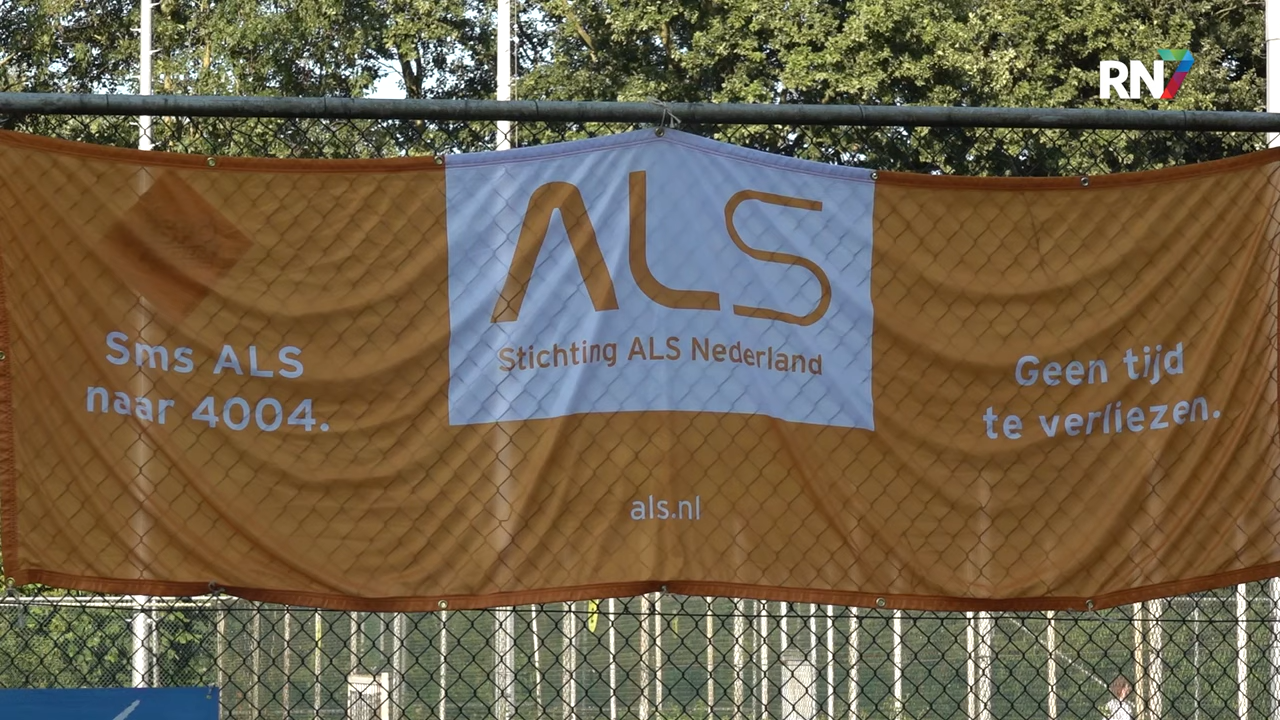 RN7
ALS
Stichting ALS Nederland
Sms ALS
naar 4004.
Geen tijd
te verliezen.
als.nl